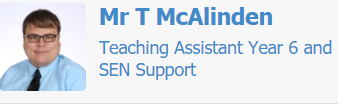 Mr T McAlinden
Teaching Assistant Year 6 and
SEN Support